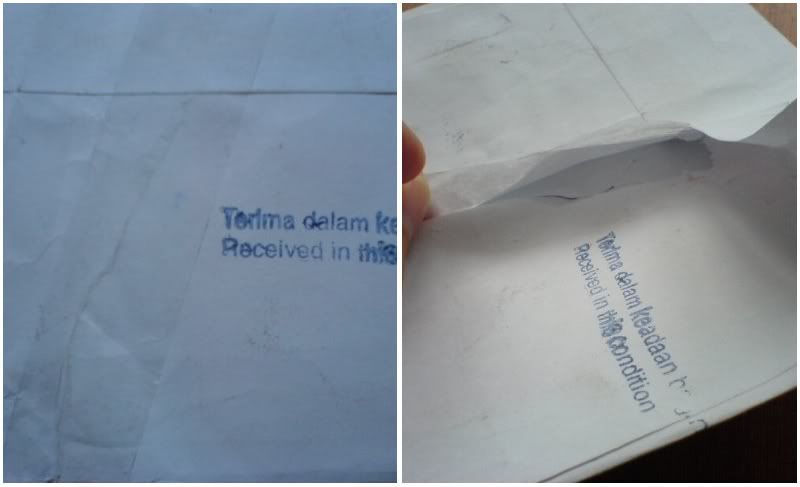 Terima dalam ke
Received in this
Terima dalam keadaan
Received in this condition